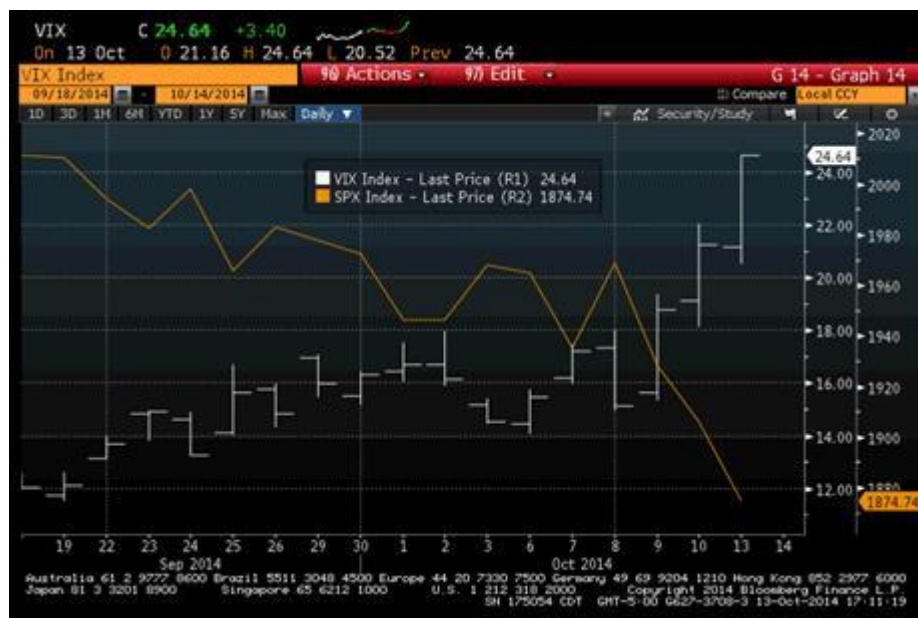 VIX C 24.64 +3.40
On 13 Oct O 21.16 H 24.64 L 20.52 Prev 24.64
VIX Index 96) Actions 97) Edit G 14 - Graph 14
09/18/2014 - 10/14/2014 Compare Local CCY
1D 3D 1M 6M YTD 1Y 5Y Max Daily ▼ Security/Study
2020
24.64
VIX Index - Last Price (R1) 24.64
24.00
SPX Index - Last Price (R2) 1874.74
2000
22.00
1980
20.00
1960
18.00
1940
16.00
1920
14.00
1900
12.00
1880
1874.74
19 22 23 24 25 26 29 30 1 2 3 6 7 8 9 10 13 14
Sep 2014 Oct 2014
Australia 61 2 9777 8600 Brazil 5511 3048 4500 Europe 44 20 7330 7500 Germany 49 69 9204 1210 Hong Kong 852 2977 6000
Japan 81 3 3201 8900 Singapore 65 6212 1000 U.S. 1 212 318 2000 Copyright 2014 Bloomberg Finance L.P.
SN 175054 CDT GMT-5:00 G627-3708-3 13-Oct-2014 17:11:19